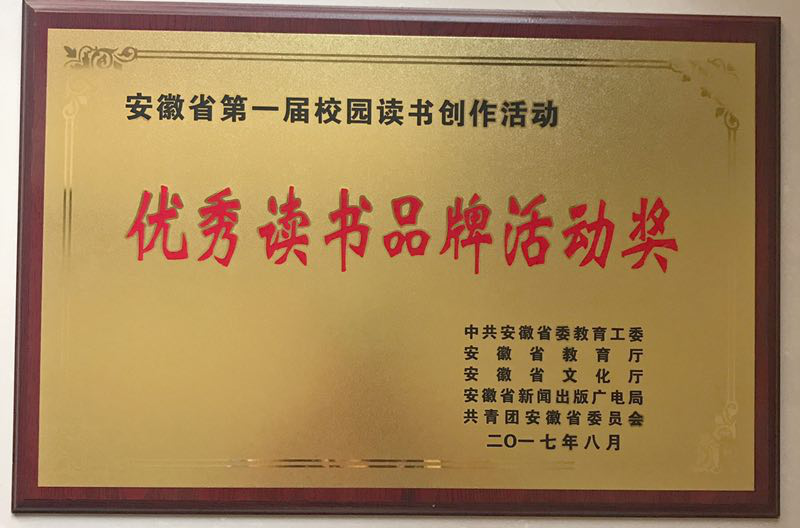 安徽省第一届校园读书创作活动
优秀读书品牌活动奖
中共安徽省委教育工委
安徽省教育厅
安徽省文化厅
安徽省新闻出版广电局
共青团安徽省委员会
二〇一七年八月